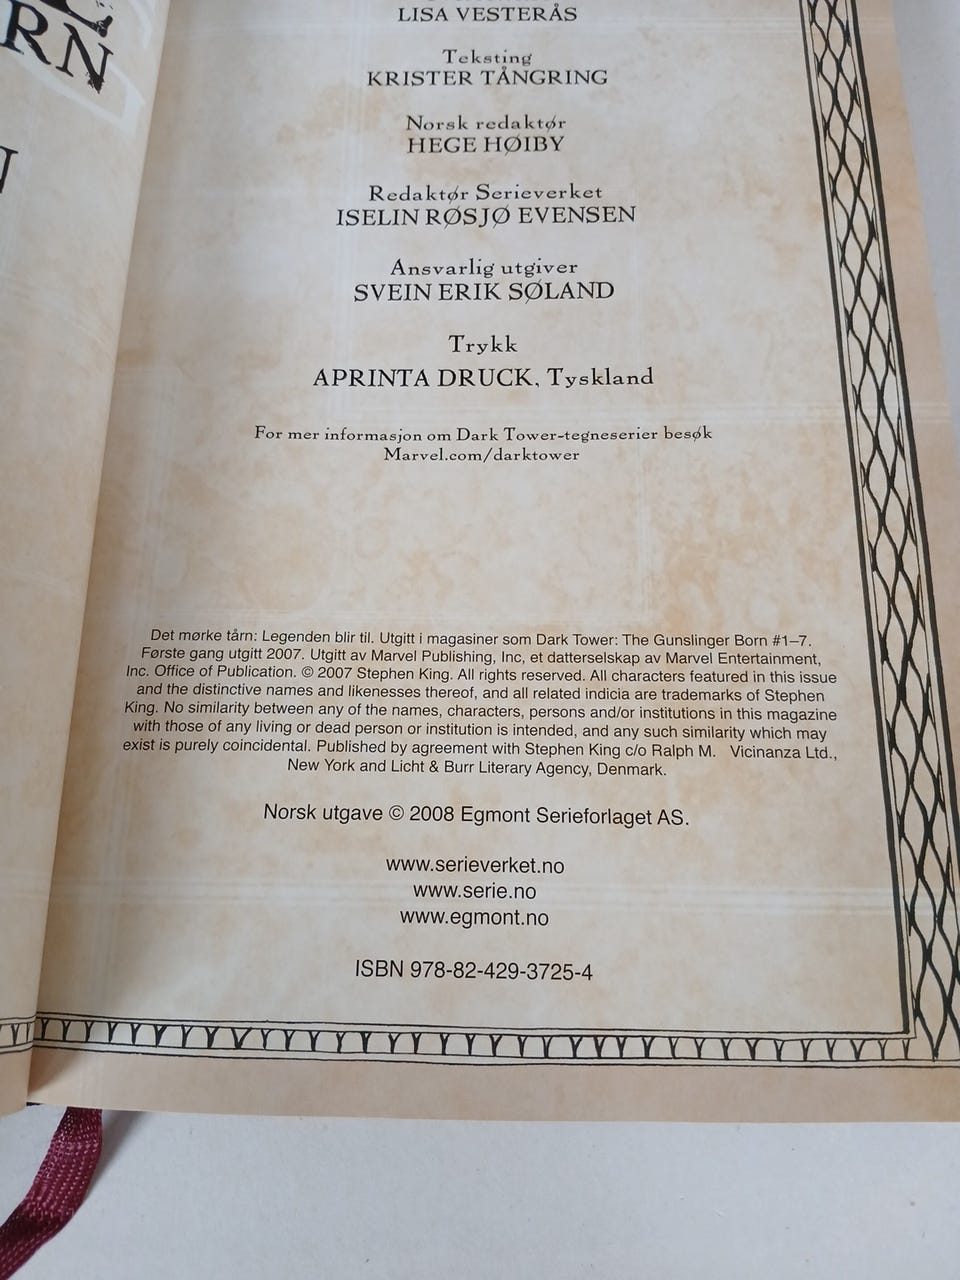 RN
N
LISA VESTERÅS
Teksting
KRISTER TÅNGRING
Norsk redaktør
HEGE HØIBY
Redaktør Serieverket
ISELIN RØSJØ EVENSEN
Ansvarlig utgiver
SVEIN ERIK SØLAND
Trykk
APRINTA DRUCK, Tyskland
For mer informasjon om Dark Tower-tegneserier besøk
Marvel.com/darktower
Det mørke tårn: Legenden blir til. Utgitt i magasiner som Dark Tower: The Gunslinger Born #1–7.
Første gang utgitt 2007. Utgitt av Marvel Publishing, Inc, et datterselskap av Marvel Entertainment,
Inc. Office of Publication. © 2007 Stephen King. All rights reserved. All characters featured in this issue
and the distinctive names and likenesses thereof, and all related indicia are trademarks of Stephen
King. No similarity between any of the names, characters, persons and/or institutions in this magazine
with those of any living or dead person or institution is intended, and any such similarity which may
exist is purely coincidental. Published by agreement with Stephen King c/o Ralph M. Vicinanza Ltd.,
New York and Licht & Burr Literary Agency, Denmark.
Norsk utgave © 2008 Egmont Serieforlaget AS.
www.serieverket.no
www.serie.no
www.egmont.no
ISBN 978-82-429-3725-4